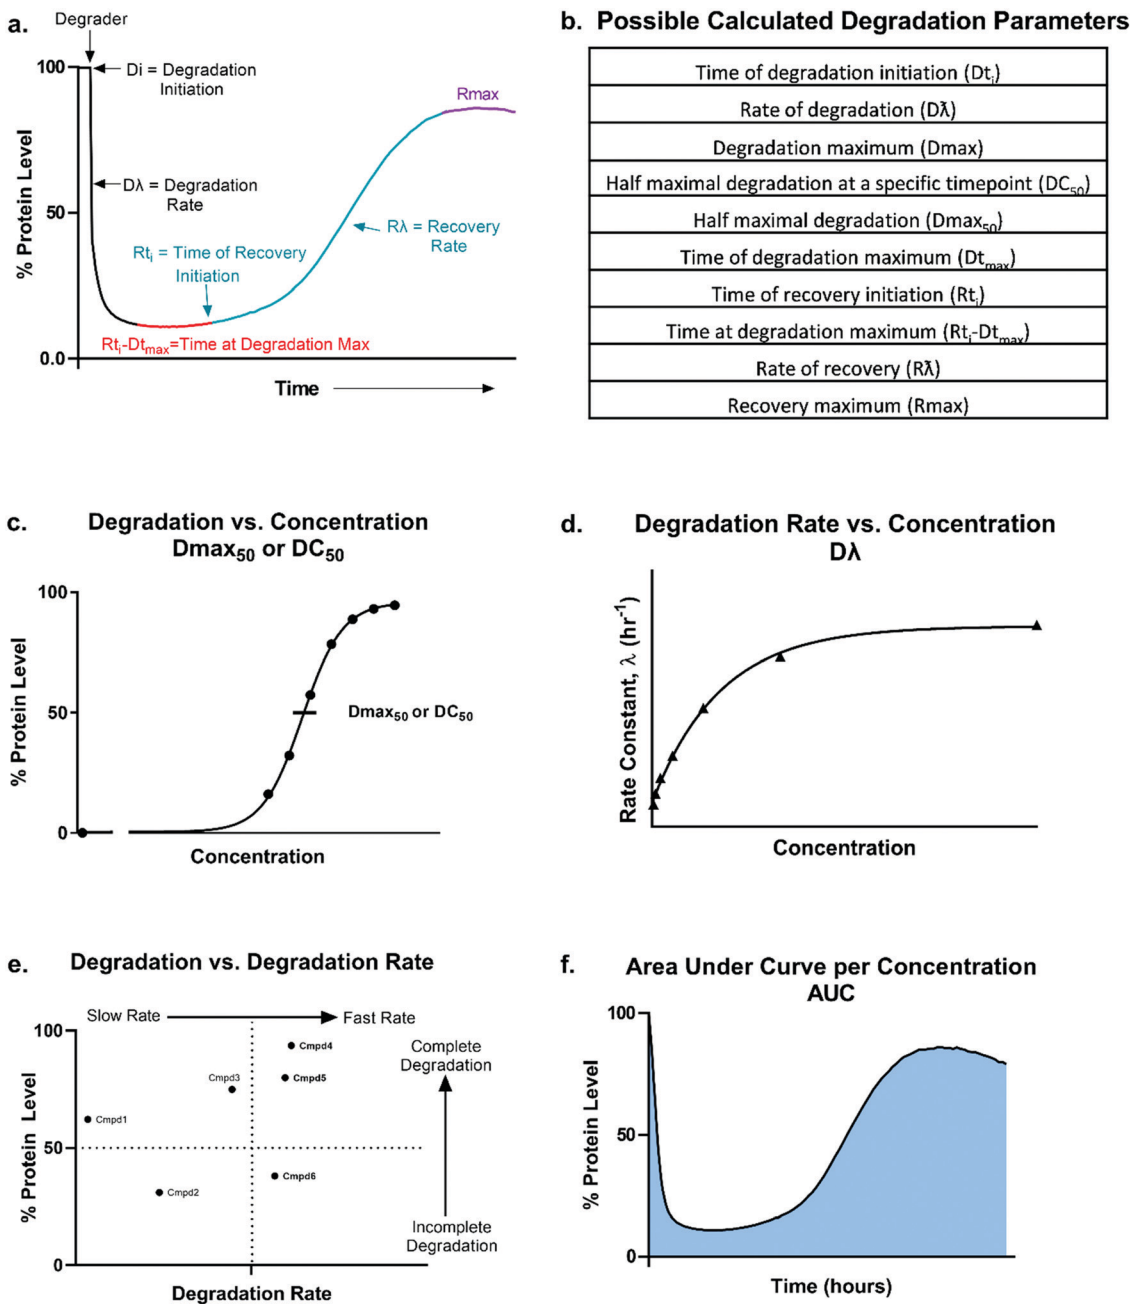 a.
Degrader
100
Di = Degradation
Initiation
Rmax
% Protein Level
Dλ = Degradation
Rate
50
Rλ = Recovery
Rate
Rtᵢ = Time of Recovery
Initiation
Rtᵢ-Dtmax=Time at Degradation Max
0.0
Time
b. Possible Calculated Degradation Parameters
Time of degradation initiation (Dtᵢ)
Rate of degradation (Dƛ)
Degradation maximum (Dmax)
Half maximal degradation at a specific timepoint (DC₅₀)
Half maximal degradation (Dmax₅₀)
Time of degradation maximum (Dtmax)
Time of recovery initiation (Rtᵢ)
Time at degradation maximum (Rtᵢ-Dtmax)
Rate of recovery (Rƛ)
Recovery maximum (Rmax)
c. Degradation vs. Concentration
Dmax₅₀ or DC₅₀
100
% Protein Level
50
Dmax₅₀ or DC₅₀
0
Concentration
d. Degradation Rate vs. Concentration
Dλ
Rate Constant, λ (hr⁻¹)
Concentration
e. Degradation vs. Degradation Rate
Slow Rate
Fast Rate
100
Cmpd4
Complete
Degradation
Cmpd3
Cmpd5
% Protein Level
Cmpd1
50
Cmpd6
Cmpd2
Incomplete
Degradation
0
Degradation Rate
f. Area Under Curve per Concentration
AUC
100
% Protein Level
50
0
Time (hours)